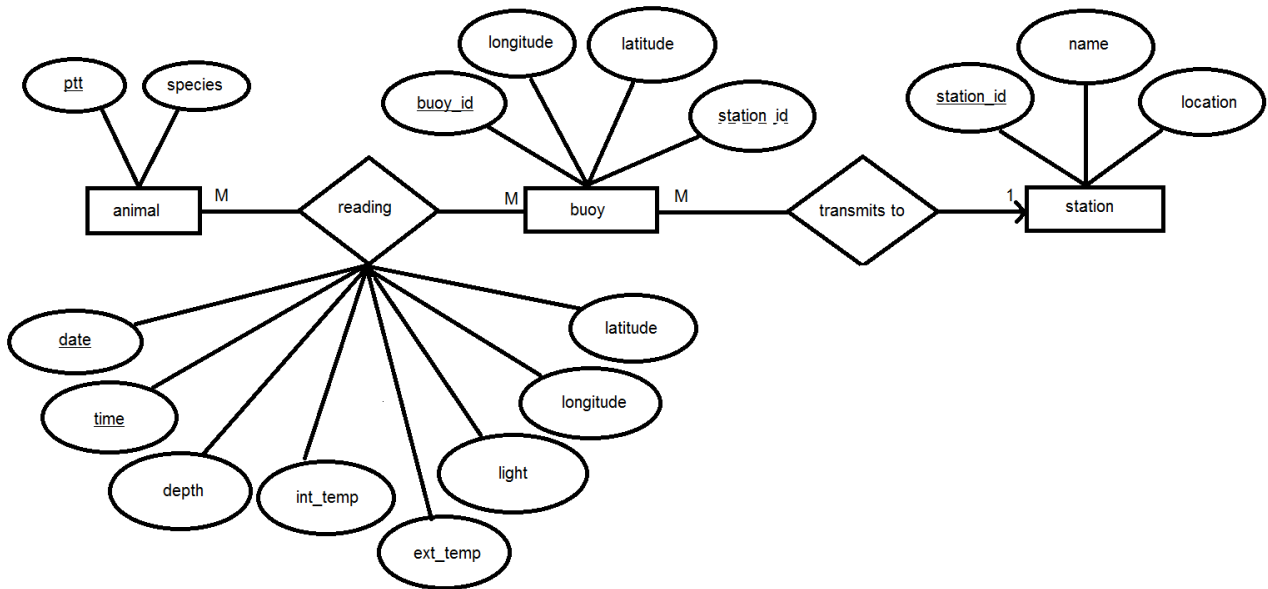 name
longitude
latitude
ptt
species
buoy_id
station_id
station_id
location
animal
M
reading
M
buoy
M
transmits to
1
station
date
latitude
time
longitude
depth
int_temp
light
ext_temp